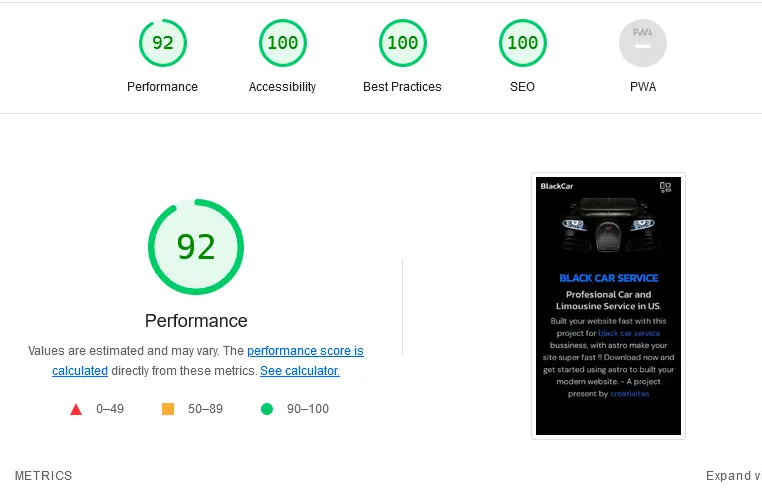 92
100
100
100
PWA
Performance
Accessibility
Best Practices
SEO
PWA
92
Performance
Values are estimated and may vary. The performance score is
calculated directly from these metrics. See calculator.
0–49
50–89
90–100
BlackCar
BLACK CAR SERVICE
Profesional Car and
Limousine Service in US.
Built your website fast with this
project for black car service
bussiness, with astro make your
site super fast !! Download now and
get started using astro to built your
modern website. - A project
present by creativitas
METRICS
Expand v